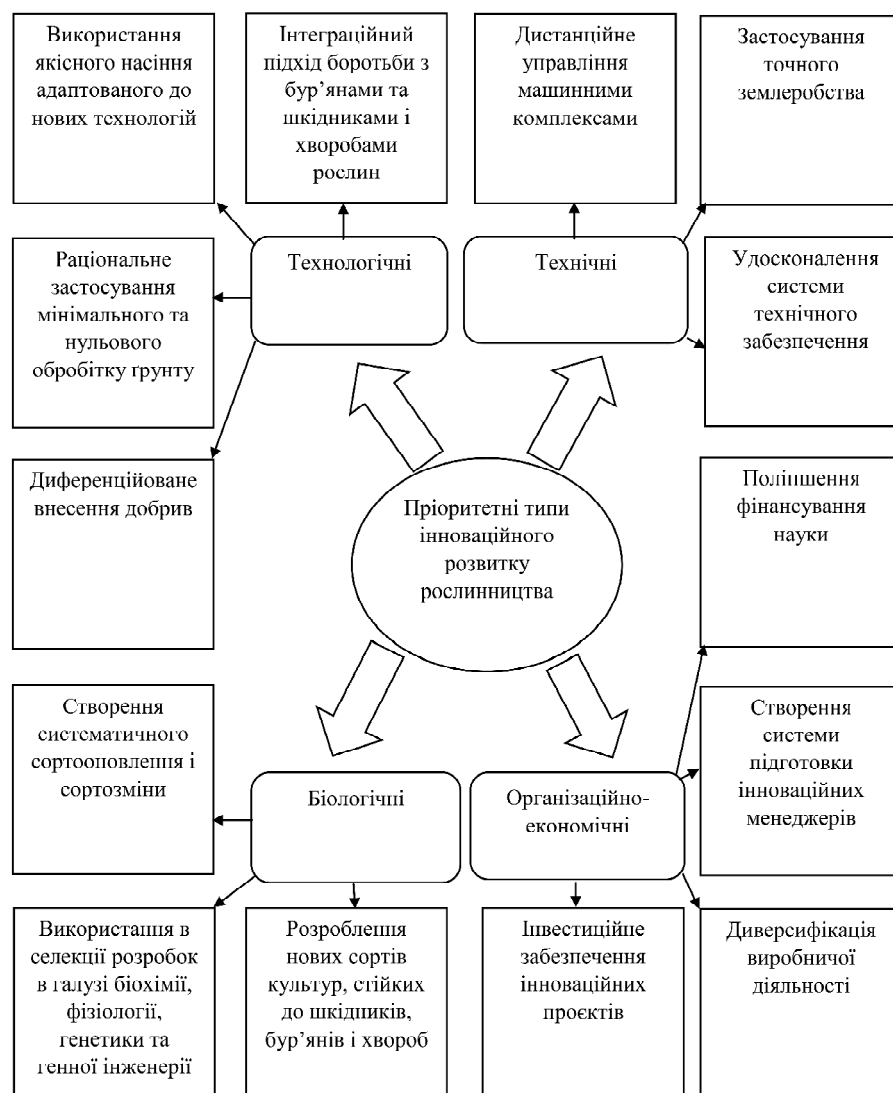 Використання
якісного насіння
адаптованого до
нових технологій
Інтеграційний
підхід боротьби з
бур’янами та
шкідниками і
хворобами
рослин
Дистанційне
управління
машинними
комплексами
Застосування
точного
землеробства
Технологічні
Технічні
Раціональне
застосування
мінімального та
нульового
обробітку ґрунту
Удосконалення
системи
технічного
забезпечення
Диференційоване
внесення добрив
Пріоритетні типи
інноваційного
розвитку
рослинництва
Поліпшення
фінансування
науки
Створення
систематичного
сортооповлення і
сортозміни
Біологічні
Організаційно-
економічні
Створення
системи
підготовки
інноваційних
менеджерів
Використання в
селекції розробок
в галузі біохімії,
фізіології,
генетики та
генної інженерії
Розроблення
нових сортів
культур, стійких
до шкідників,
бур’янів і хвороб
Інвестиційне
забезпечення
інноваційних
проєктів
Диверсифікація
виробничої
діяльності